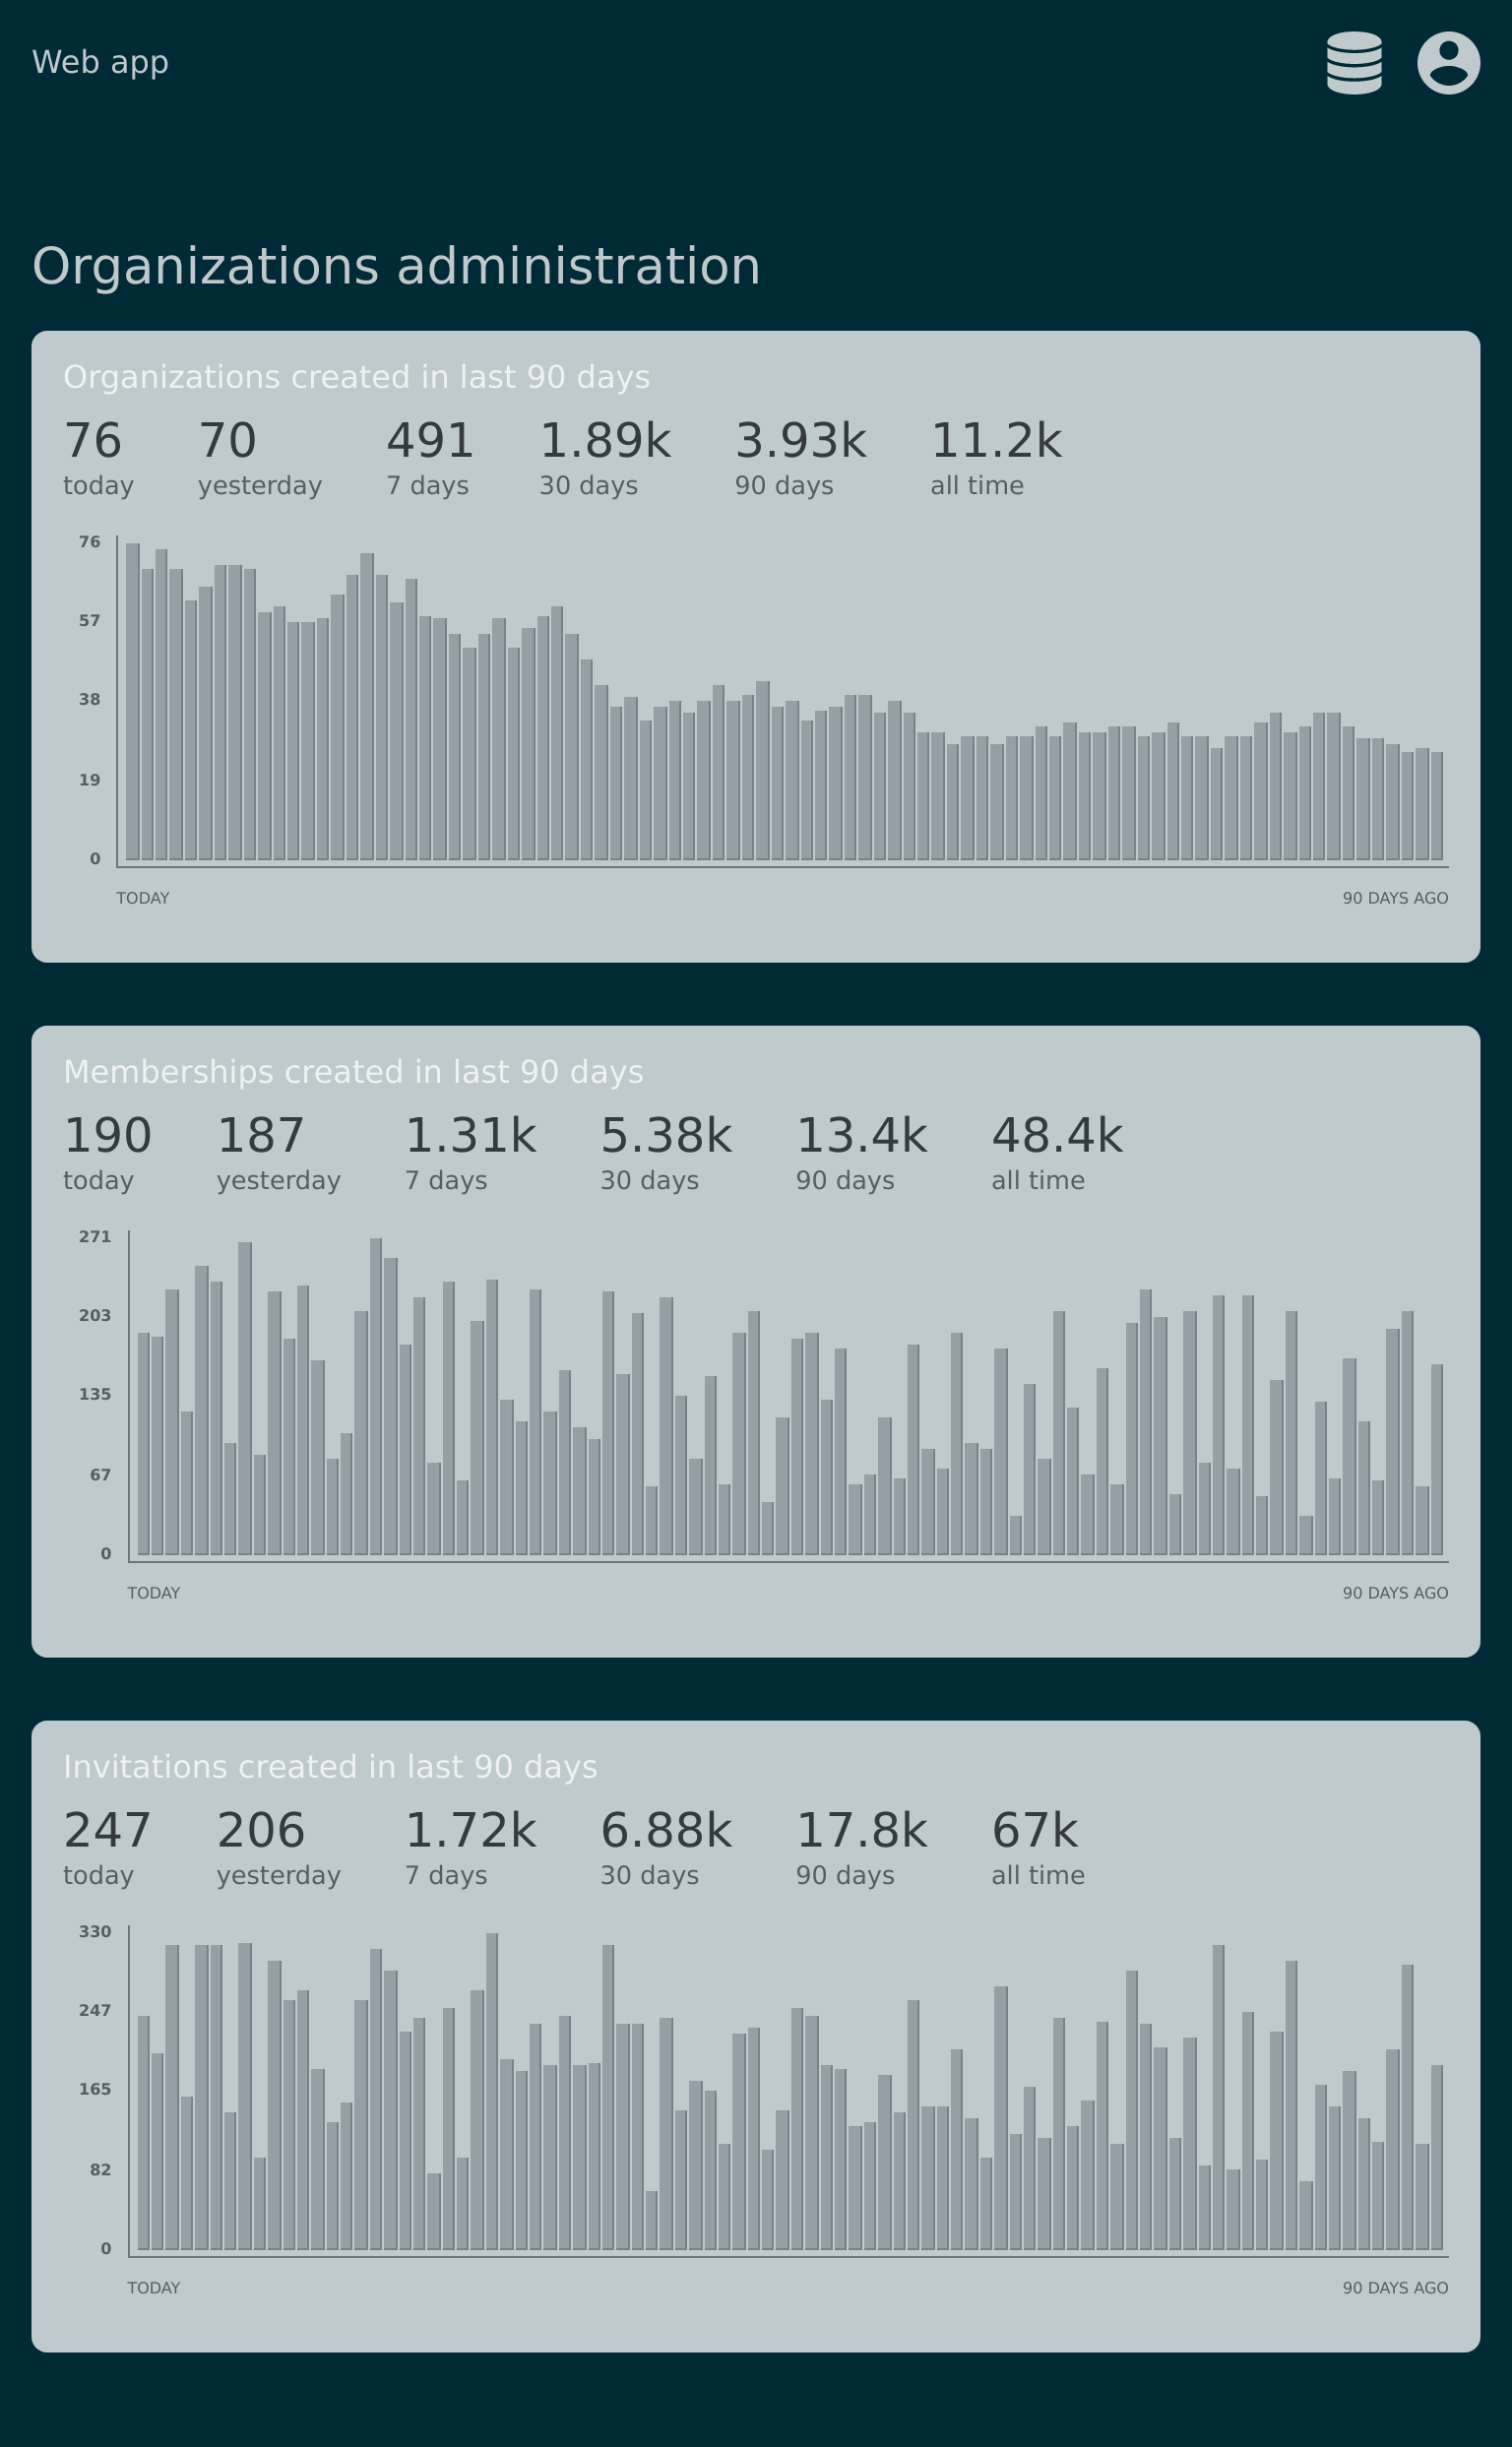 Web app
Organizations administration
Organizations created in last 90 days
76 70 491 1.89k 3.93k 11.2k
today yesterday 7 days 30 days 90 days all time
76
57
38
19
0
TODAY 90 DAYS AGO
Memberships created in last 90 days
190 187 1.31k 5.38k 13.4k 48.4k
today yesterday 7 days 30 days 90 days all time
271
203
135
67
0
TODAY 90 DAYS AGO
Invitations created in last 90 days
247 206 1.72k 6.88k 17.8k 67k
today yesterday 7 days 30 days 90 days all time
330
247
165
82
0
TODAY 90 DAYS AGO